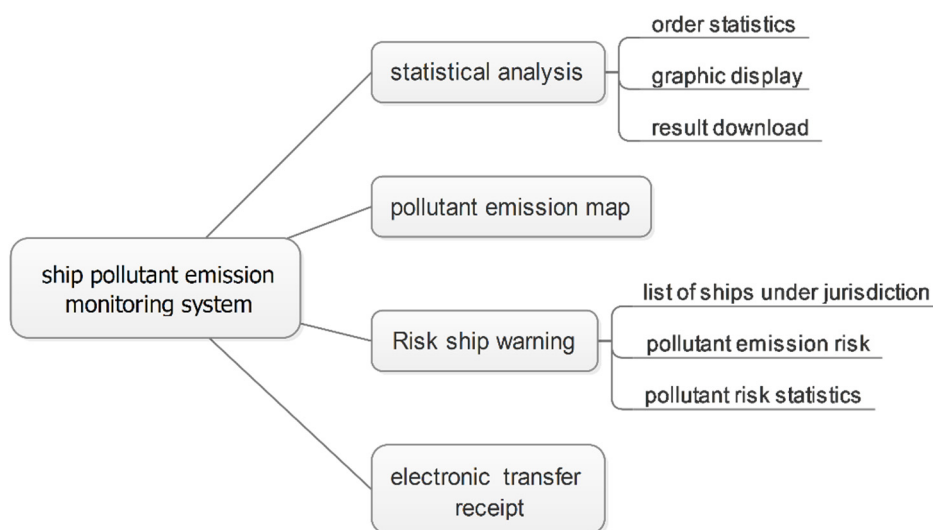 ship pollutant emission
monitoring system
statistical analysis
order statistics
graphic display
result download
pollutant emission map
Risk ship warning
list of ships under jurisdiction
pollutant emission risk
pollutant risk statistics
electronic transfer
receipt